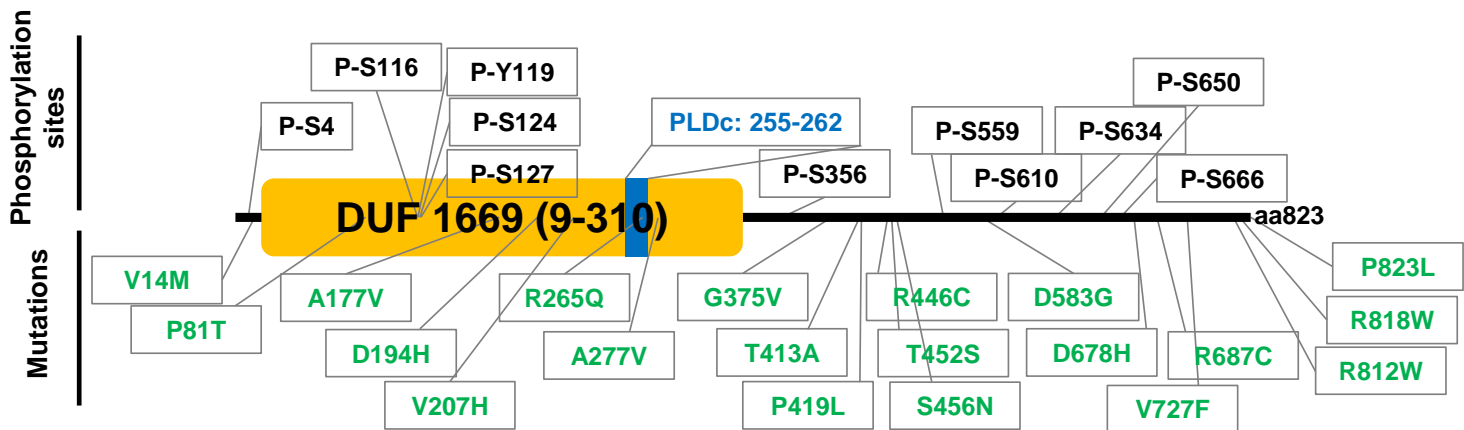 Phosphorylation
sites
P-S4
P-S116
P-Y119
P-S124
P-S127
PLDc: 255-262
P-S356
P-S559
P-S610
P-S634
P-S650
P-S666
DUF 1669 (9-310)
aa823
Mutations
V14M
P81T
A177V
D194H
V207H
R265Q
A277V
G375V
T413A
P419L
R446C
T452S
S456N
D583G
D678H
R687C
V727F
P823L
R818W
R812W